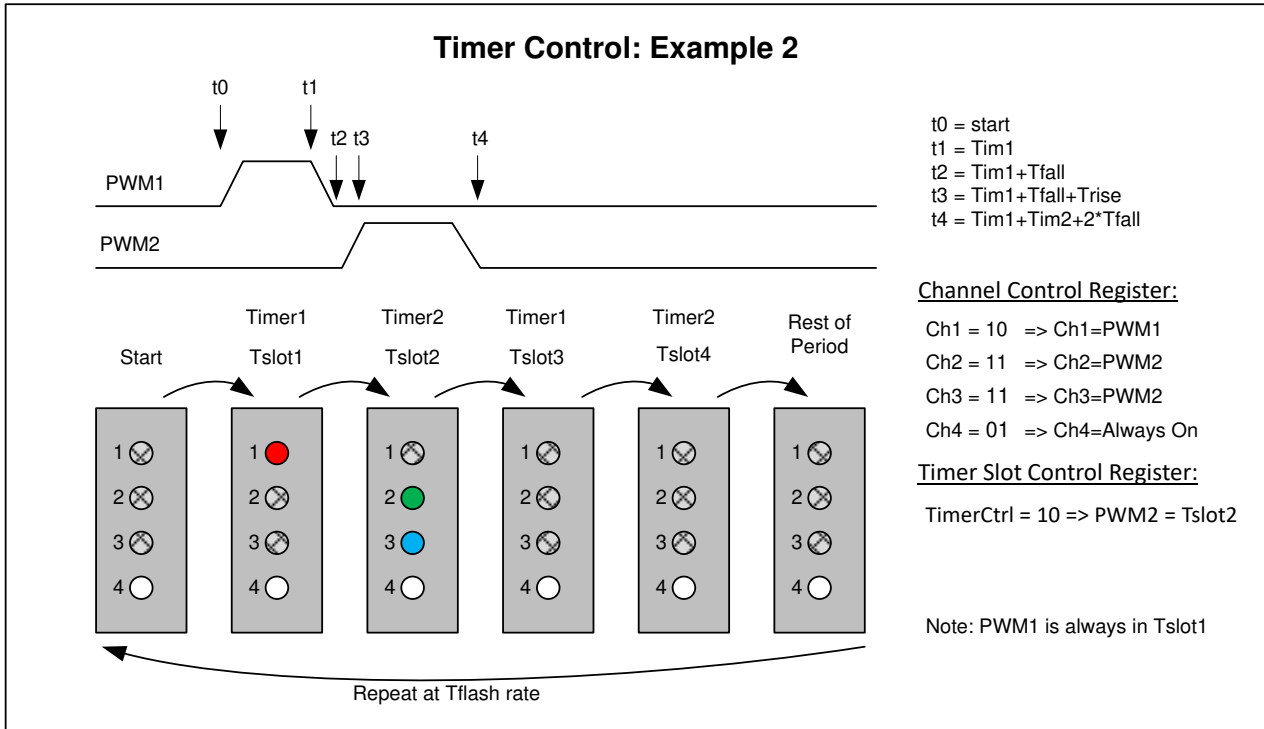 Timer Control: Example 2
t0
t1
t2
t3
t4
PWM1
PWM2
t0 = start
t1 = Tim1
t2 = Tim1+Tfall
t3 = Tim1+Tfall+Trise
t4 = Tim1+Tim2+2*Tfall
Start
Timer1
Tslot1
Timer2
Tslot2
Timer1
Tslot3
Timer2
Tslot4
Rest of
Period
1
2
3
4
1
2
3
4
1
2
3
4
1
2
3
4
1
2
3
4
1
2
3
4
Repeat at Tflash rate
Channel Control Register:
Ch1 = 10 => Ch1=PWM1
Ch2 = 11 => Ch2=PWM2
Ch3 = 11 => Ch3=PWM2
Ch4 = 01 => Ch4=Always On
Timer Slot Control Register:
TimerCtrl = 10 => PWM2 = Tslot2
Note: PWM1 is always in Tslot1